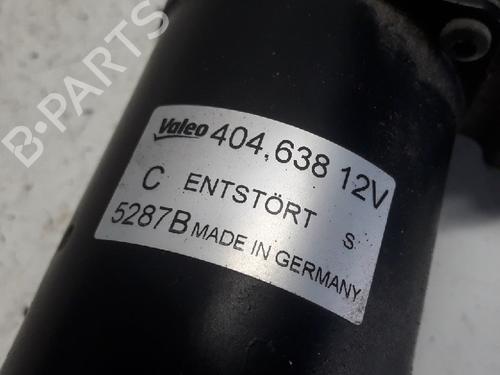 B-PARTS
Valeo 404,638 12V
C ENTSTÖRT S
5287B MADE IN GERMANY